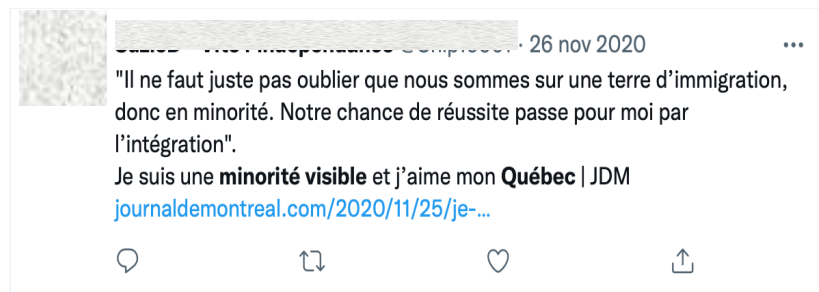 · 26 nov 2020
"Il ne faut juste pas oublier que nous sommes sur une terre d’immigration,
donc en minorité. Notre chance de réussite passe pour moi par
l’intégration".
Je suis une minorité visible et j’aime mon Québec | JDM
journaldemontreal.com/2020/11/25/je-...